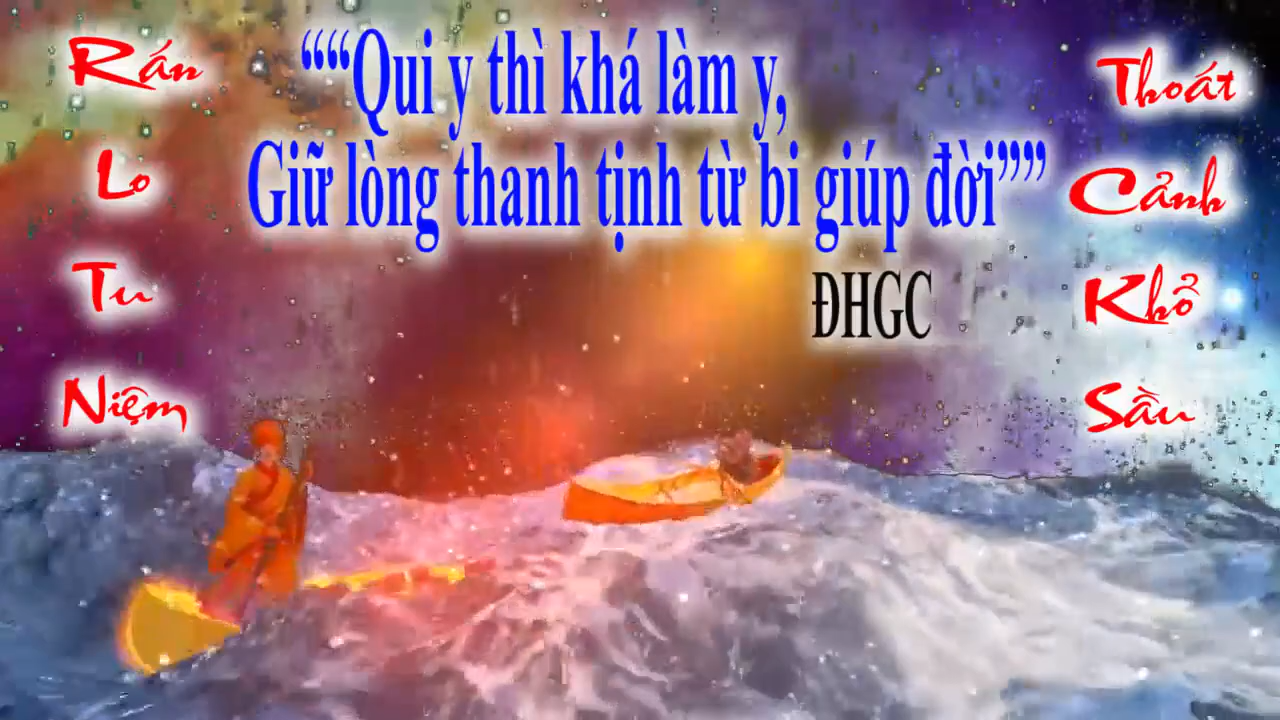 Rán
Lo
Tu
Niệm
““Qui y thì khá làm y,
Giữ lòng thanh tịnh từ bi giúp đời””
ĐHGC
Thoát
Cảnh
Khổ
Sầu